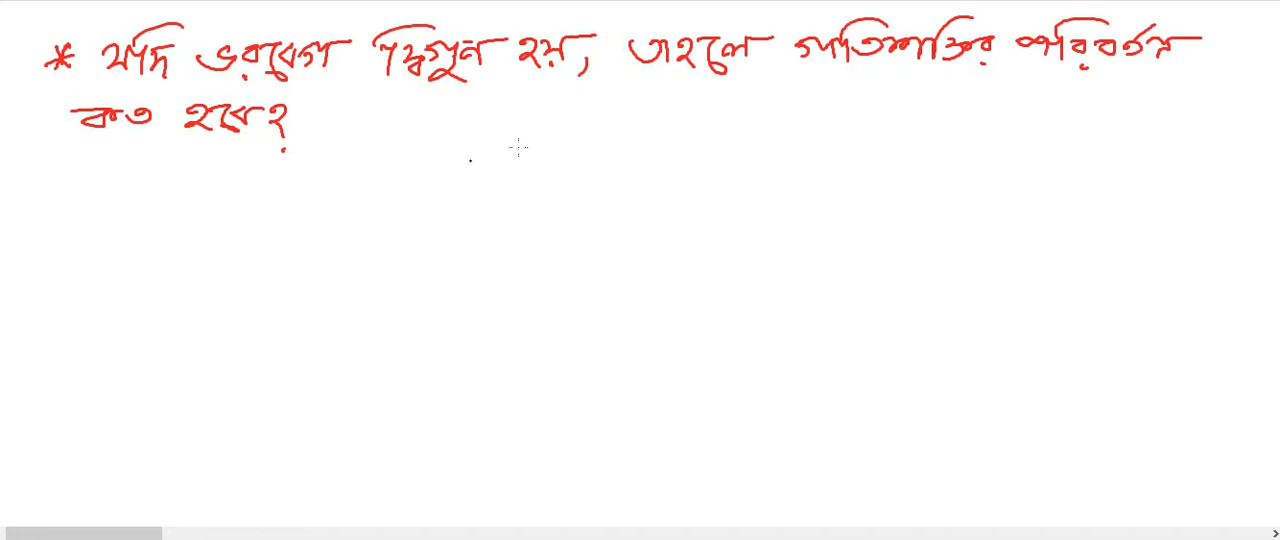 * যদি ভরবেগ দ্বিগুন হয়, তাহলে গতিশক্তির পরিবর্তন
কত হবে?